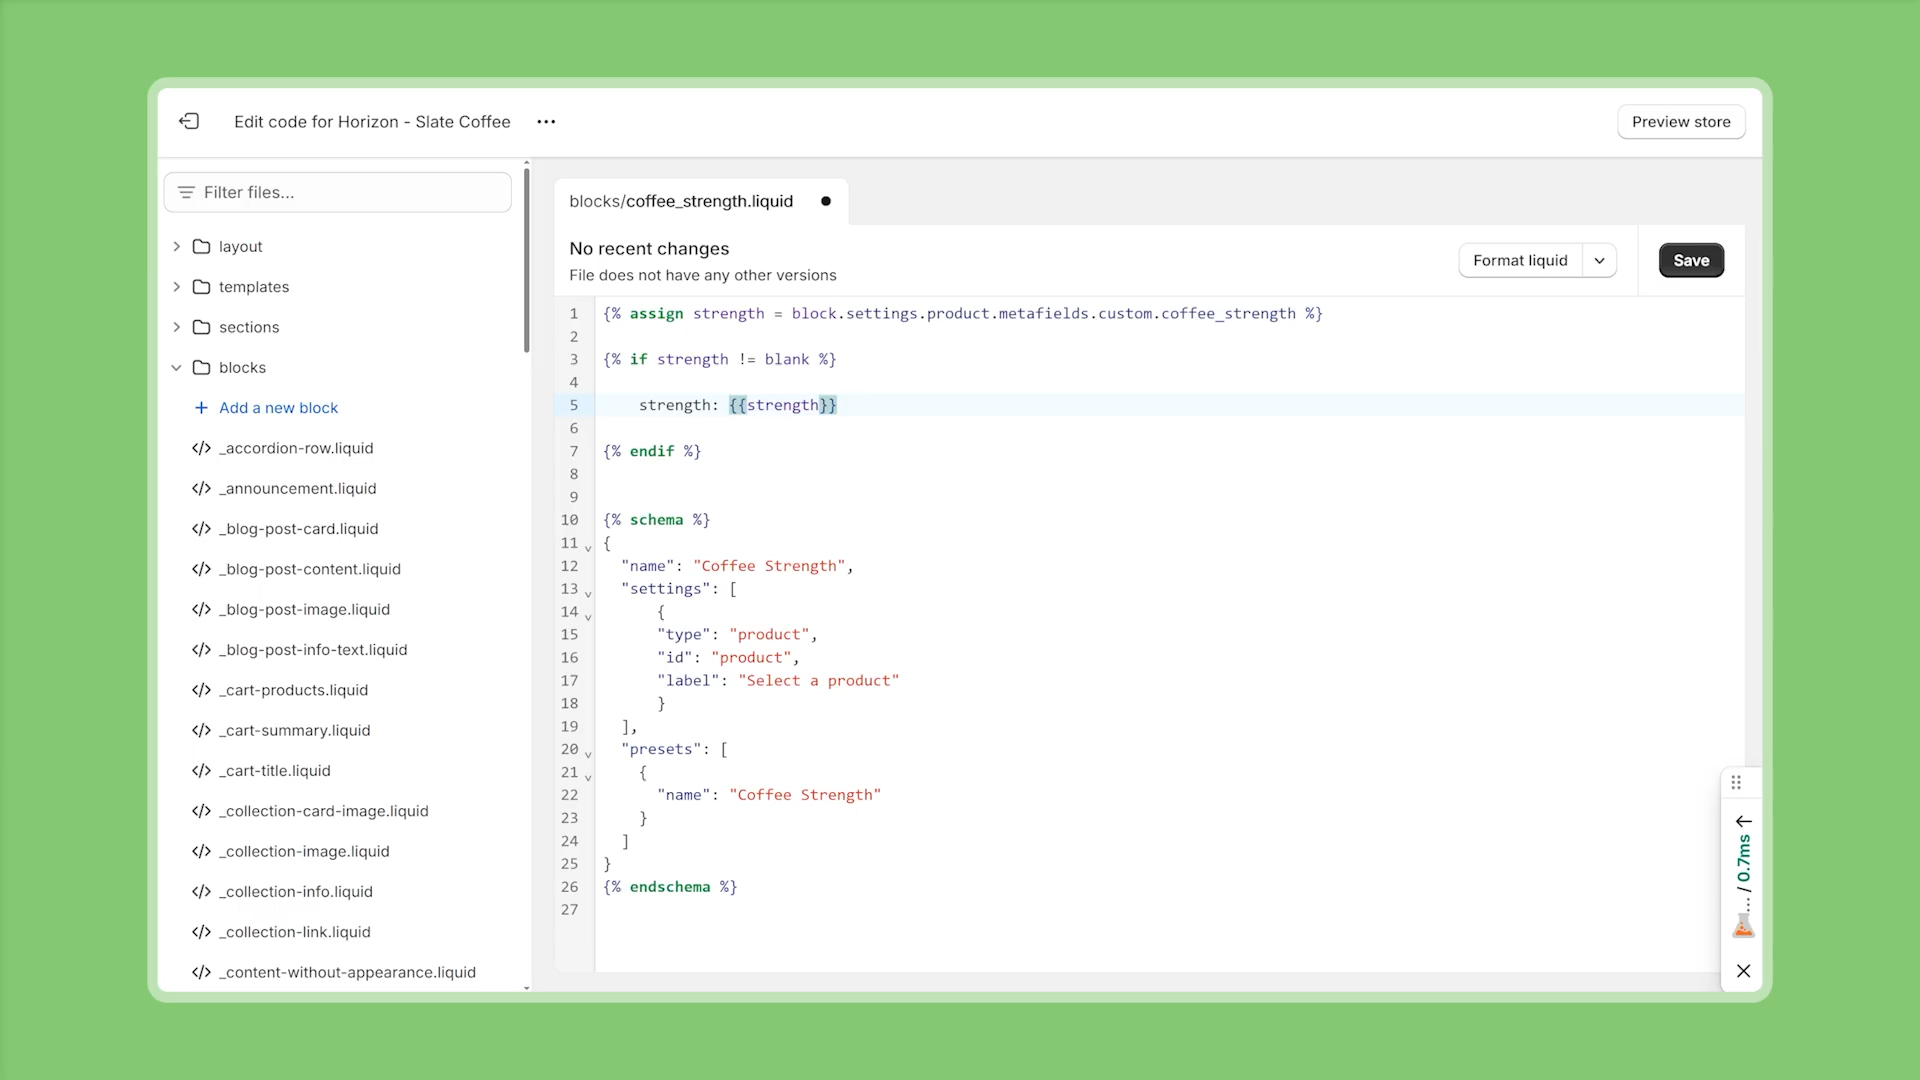 Edit code for Horizon - Slate Coffee ···
Preview store
Filter files...
layout
templates
sections
blocks
+ Add a new block
</> _accordion-row.liquid
</> _announcement.liquid
</> _blog-post-card.liquid
</> _blog-post-content.liquid
</> _blog-post-image.liquid
</> _blog-post-info-text.liquid
</> _cart-products.liquid
</> _cart-summary.liquid
</> _cart-title.liquid
</> _collection-card-image.liquid
</> _collection-image.liquid
</> _collection-info.liquid
</> _collection-link.liquid
</> _content-without-appearance.liquid
blocks/coffee_strength.liquid
No recent changes
File does not have any other versions
Format liquid
Save
1 {% assign strength = block.settings.product.metafields.custom.coffee_strength %}
2
3 {% if strength != blank %}
4
5     strength: {{strength}}
6
7 {% endif %}
8
9
10 {% schema %}
11 {
12   "name": "Coffee Strength",
13   "settings": [
14       {
15       "type": "product",
16       "id": "product",
17       "label": "Select a product"
18       }
19   ],
20   "presets": [
21     {
22       "name": "Coffee Strength"
23     }
24   ]
25 }
26 {% endschema %}
27
... / 0.7ms